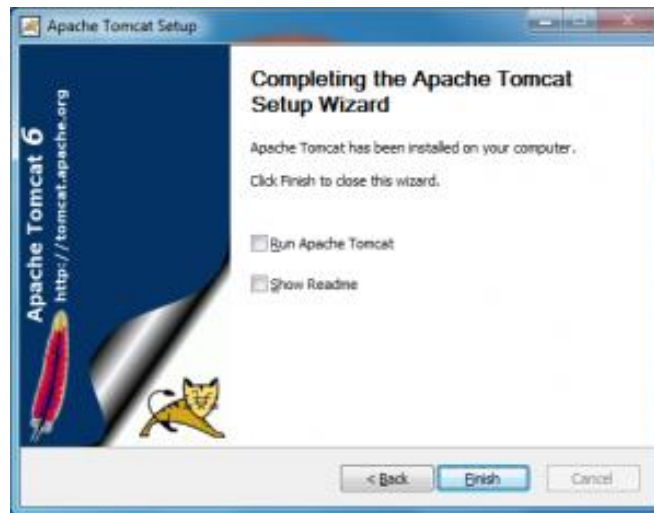 Apache Tomcat Setup
Apache Tomcat 6
http://tomcat.apache.org
Completing the Apache Tomcat
Setup Wizard
Apache Tomcat has been installed on your computer.
Click Finish to close this wizard.
Run Apache Tomcat
Show Readme
< Back
Finish
Cancel